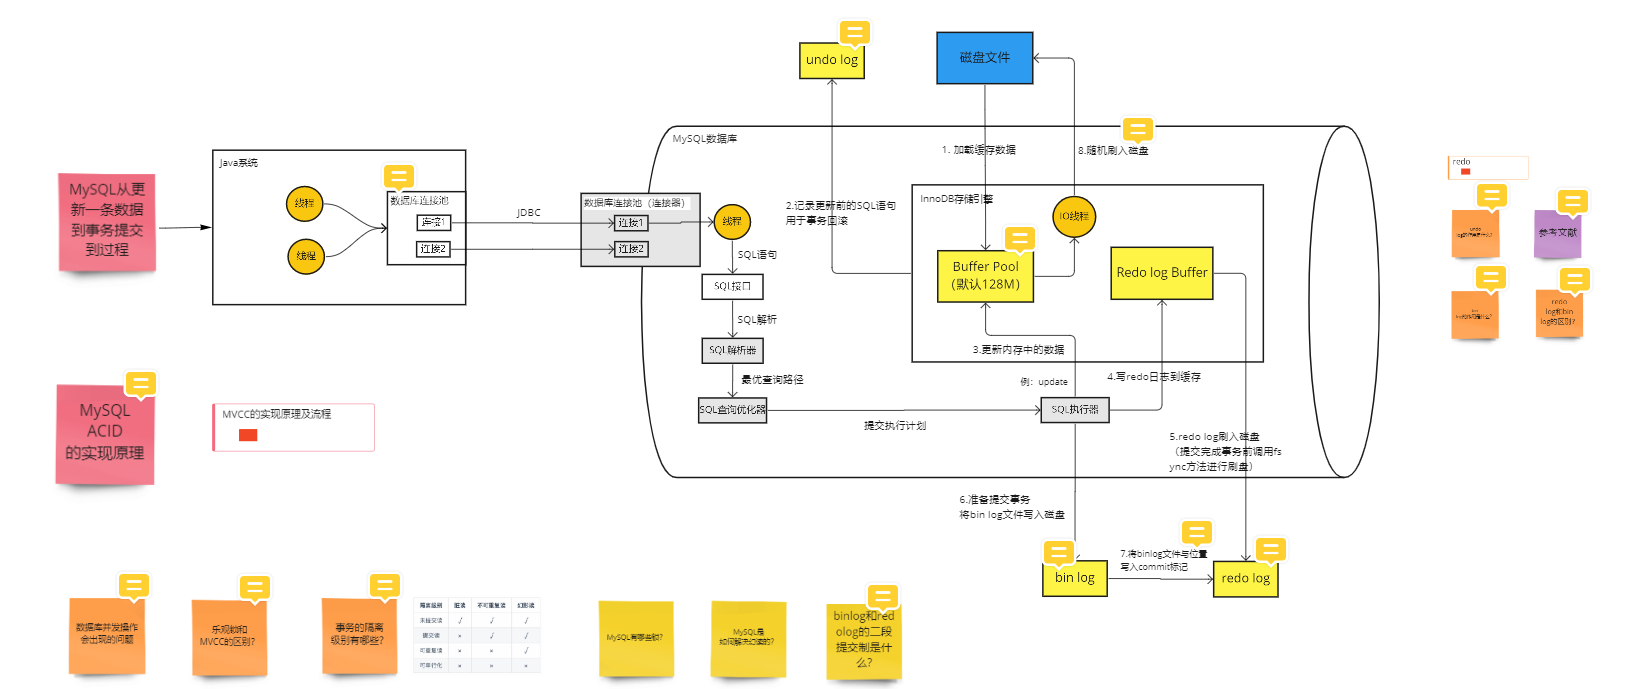 undo log
磁盘文件
MySQL数据库
1. 加载缓存数据
8.随机刷入磁盘
Java系统
线程
线程
数据库连接池
连接1
连接2
JDBC
数据库连接池（连接器）
连接1
连接2
线程
SQL语句
SQL接口
SQL解析
SQL解析器
最优查询路径
SQL查询优化器
提交执行计划
2.记录更新前的SQL语句
用于事务回滚
InnoDB存储引擎
IO线程
Buffer Pool
（默认128M）
Redo log Buffer
3.更新内存中的数据
例：update
4.写redo日志到缓存
SQL执行器
5.redo log刷入磁盘
（提交完成事务前调用fs
ync方法进行刷盘）
6.准备提交事务
将bin log文件写入磁盘
7.将binlog文件与位置
写入commit标记
bin log
redo log
MySQL从更
新一条数据
到事务提交
到过程
MySQL
ACID
的实现原理
MVCC的实现原理及流程
redo
undo
参考文献
bin
redo
log和bin
log的区别？
数据库并发操作
会出现的问题
乐观锁和
MVCC的区别？
事务的隔离
级别有哪些？
隔离级别 脏读 不可重复读 幻影读
未提交读 √ √ √
提交读 × √ √
可重复读 × × √
可串行化 × × ×
MySQL有哪些锁？
MySQL是
如何解决幻读的？
binlog和red
olog的二段
提交制是什
么？